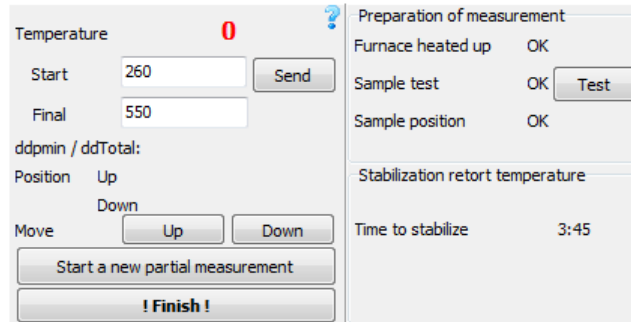 Temperature 0 ?
Start 260 Send
Final 550
ddpmin / ddTotal:
Position Up
Down
Move Up Down
Start a new partial measurement
! Finish !
Preparation of measurement
Furnace heated up OK
Sample test OK Test
Sample position OK
Stabilization retort temperature
Time to stabilize 3:45